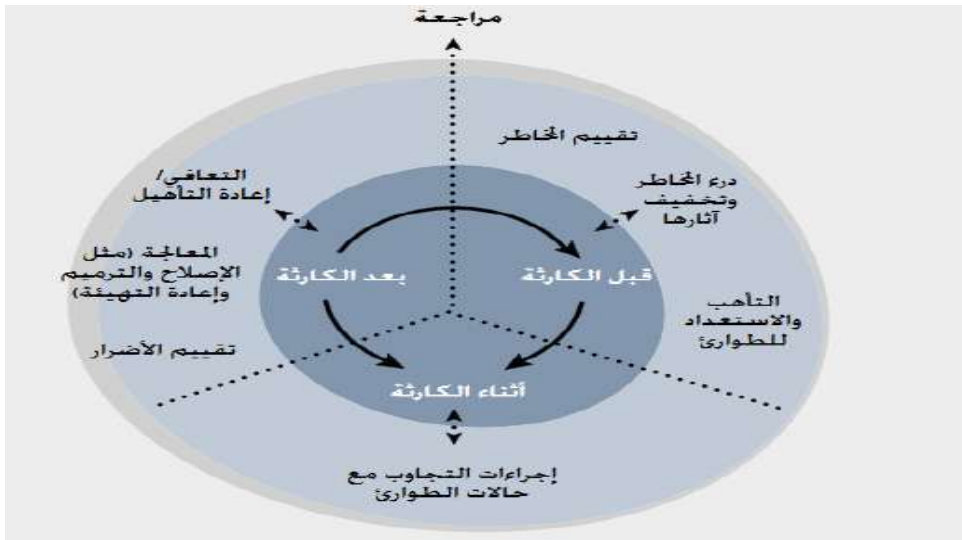 مراجعة
تقييم المخاطر
درء المخاطر
وتخفيف
آثارها
التأهب
والاستعداد
للطوارئ
قبل الكارثة
التعافي/
إعادة التأهيل
المعالجة (مثل
الإصلاح والترميم
وإعادة التهيئة)
تقييم الأضرار
بعد الكارثة
أثناء الكارثة
إجراءات التجاوب مع
حالات الطوارئ